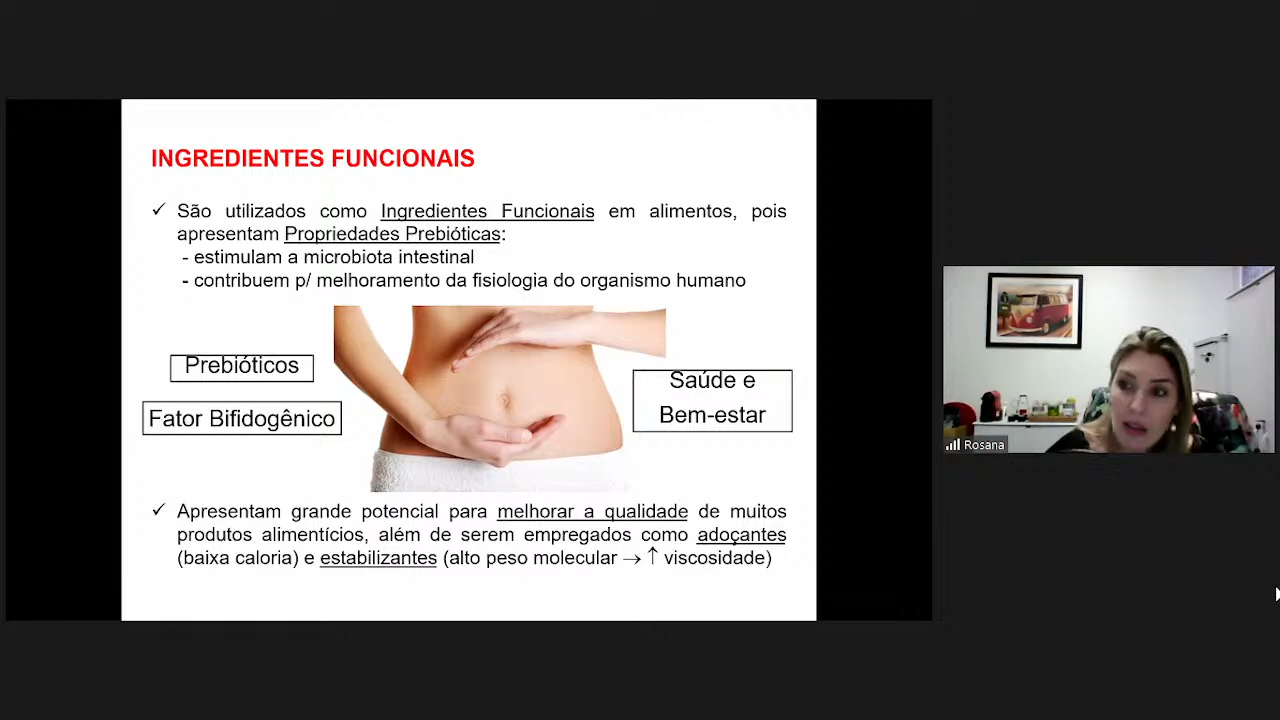 INGREDIENTES FUNCIONAIS
✓ São utilizados como Ingredientes Funcionais em alimentos, pois
apresentam Propriedades Prebióticas:
- estimulam a microbiota intestinal
- contribuem p/ melhoramento da fisiologia do organismo humano
Prebióticos
Fator Bifidogênico
Saúde e
Bem-estar
✓ Apresentam grande potencial para melhorar a qualidade de muitos
produtos alimentícios, além de serem empregados como adoçantes
(baixa caloria) e estabilizantes (alto peso molecular → ↑ viscosidade)
Rosana